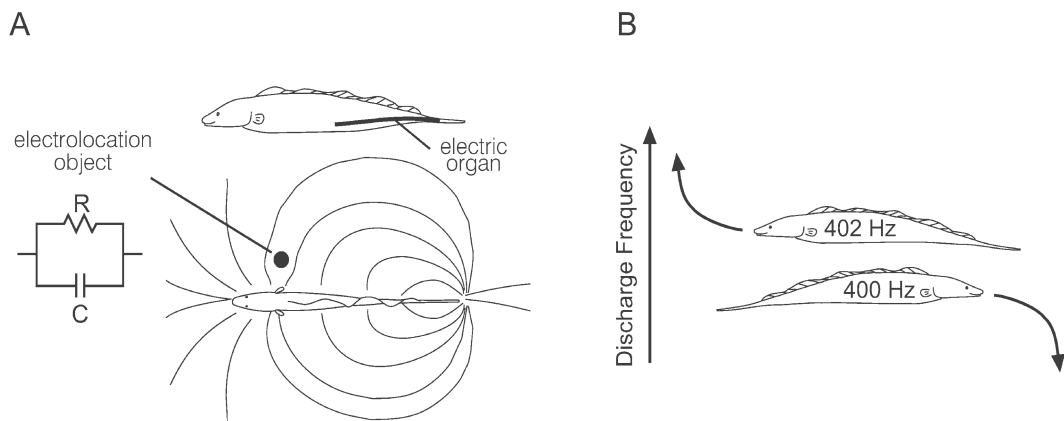 A
electrolocation
object
electric
organ
R
C
B
Discharge Frequency
402 Hz
400 Hz